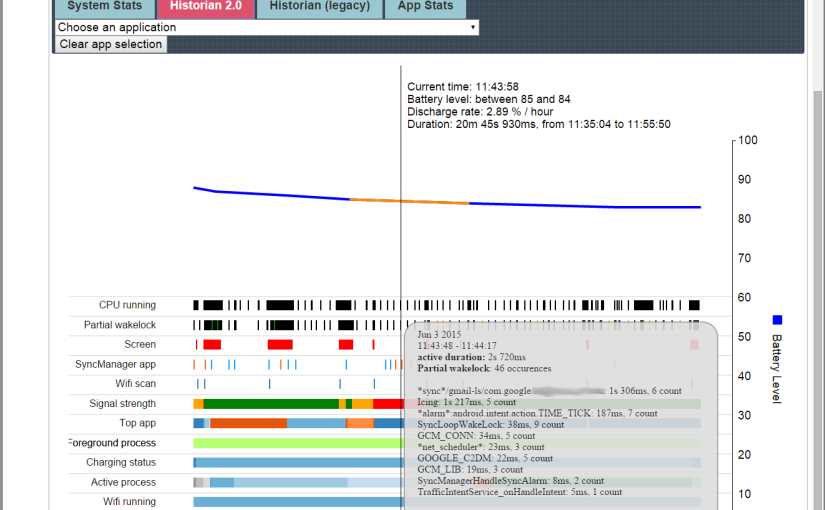 System Stats
Historian 2.0
Historian (legacy)
App Stats
Choose an application
Clear app selection
Current time: 11:43:58
Battery level: between 85 and 84
Discharge rate: 2.89 % / hour
Duration: 20m 45s 930ms, from 11:35:04 to 11:55:50
100
90
80
70
60
50
40
30
20
10
Battery Level
CPU running
Partial wakelock
Screen
SyncManager app
Wifi scan
Signal strength
Top app
Foreground process
Charging status
Active process
Wifi running
Jun 3 2015
11:43:48 - 11:44:17
active duration: 2s 720ms
Partial wakelock: 46 occurences
*sync*/gmail-ls/com.google/ 1s 306ms, 6 count
Icing: 1s 217ms, 5 count
*alarm*:android.intent.action.TIME_TICK: 187ms, 7 count
SyncLoopWakeLock: 38ms, 9 count
GCM_CONN: 34ms, 5 count
*net_scheduler*: 23ms, 3 count
GOOGLE_C2DM: 22ms, 5 count
GCM_LIB: 19ms, 3 count
SyncManagerHandleSyncAlarm: 8ms, 2 count
TrafficIntentService_onHandleIntent: 5ms, 1 count